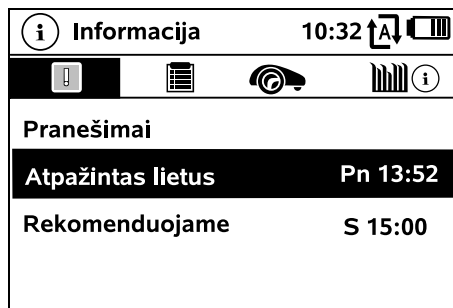 i Informacija 10:32 A
! i
Pranešimai
Atpažintas lietus Pn 13:52
Rekomenduojame S 15:00